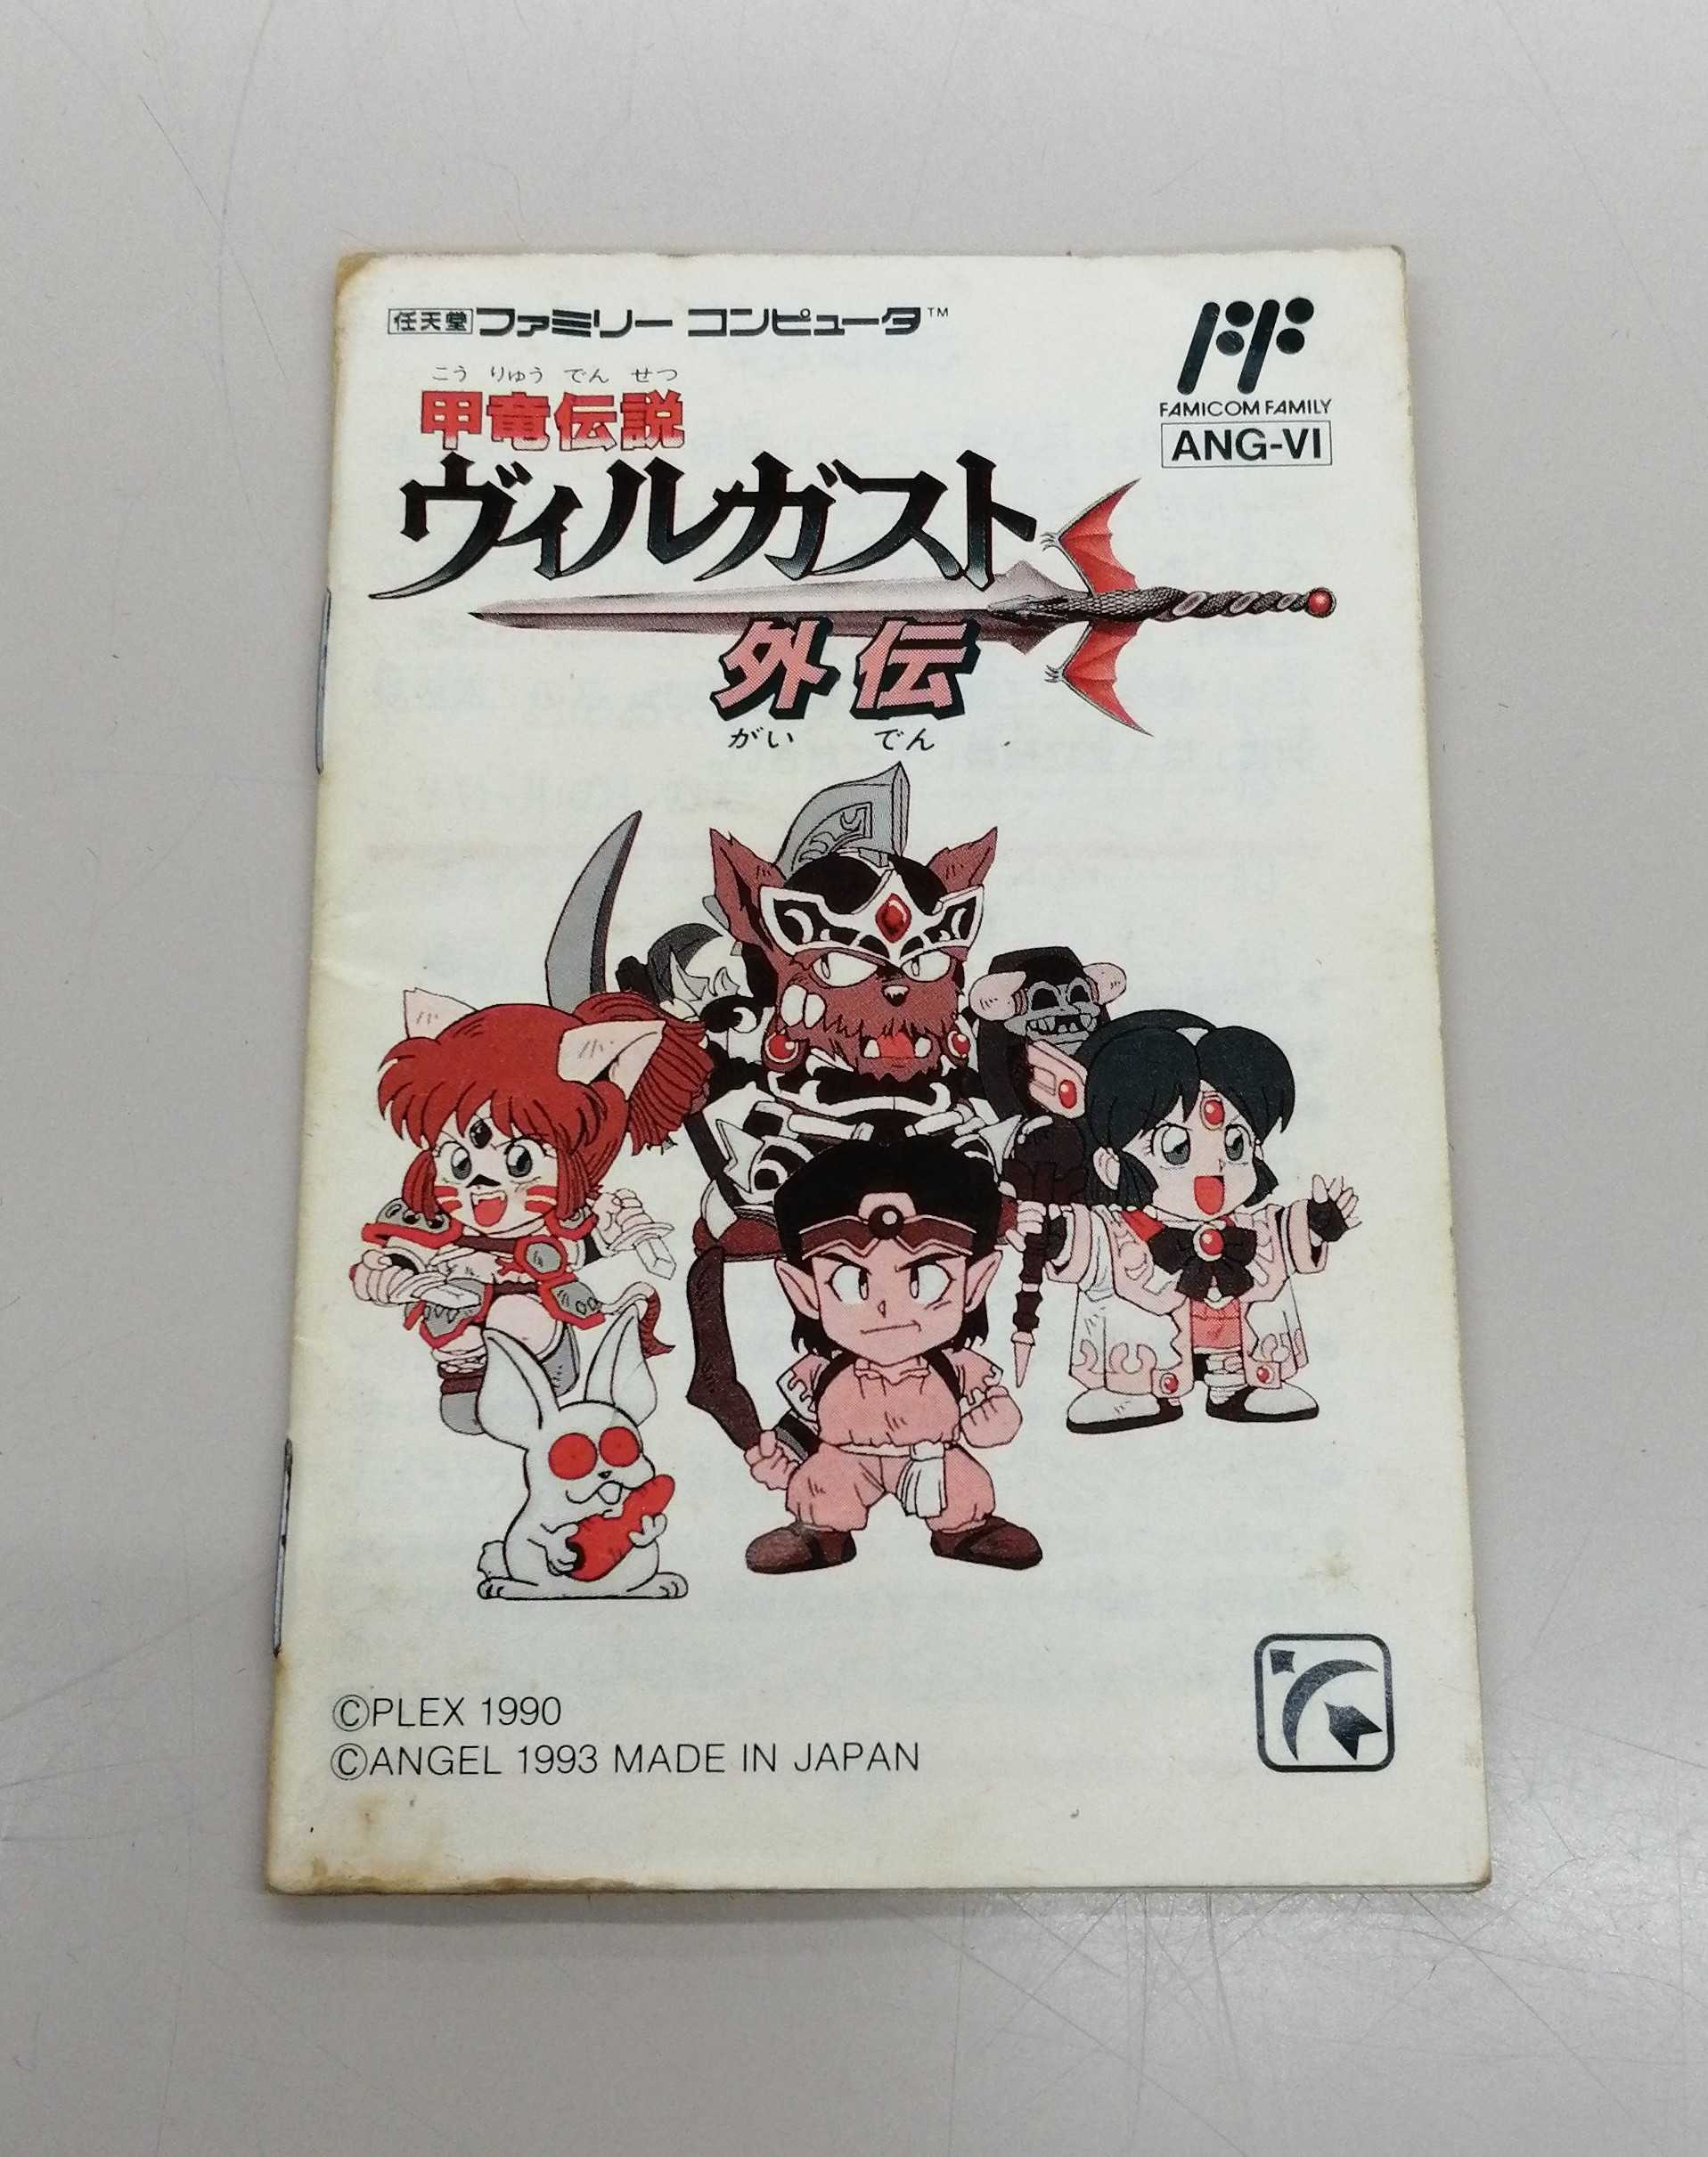 任天堂 ファミリー コンピュータ™
FAMICOM FAMILY
ANG-VI
こう りゅう でん せつ
甲竜伝説
ヴィルガスト
外伝
がい でん
©PLEX 1990
©ANGEL 1993 MADE IN JAPAN